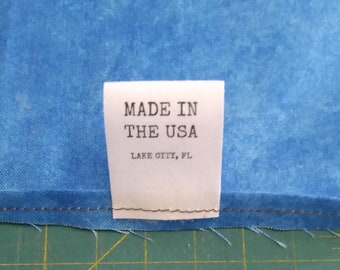 MADE IN
THE USA
LAKE CITY, FL